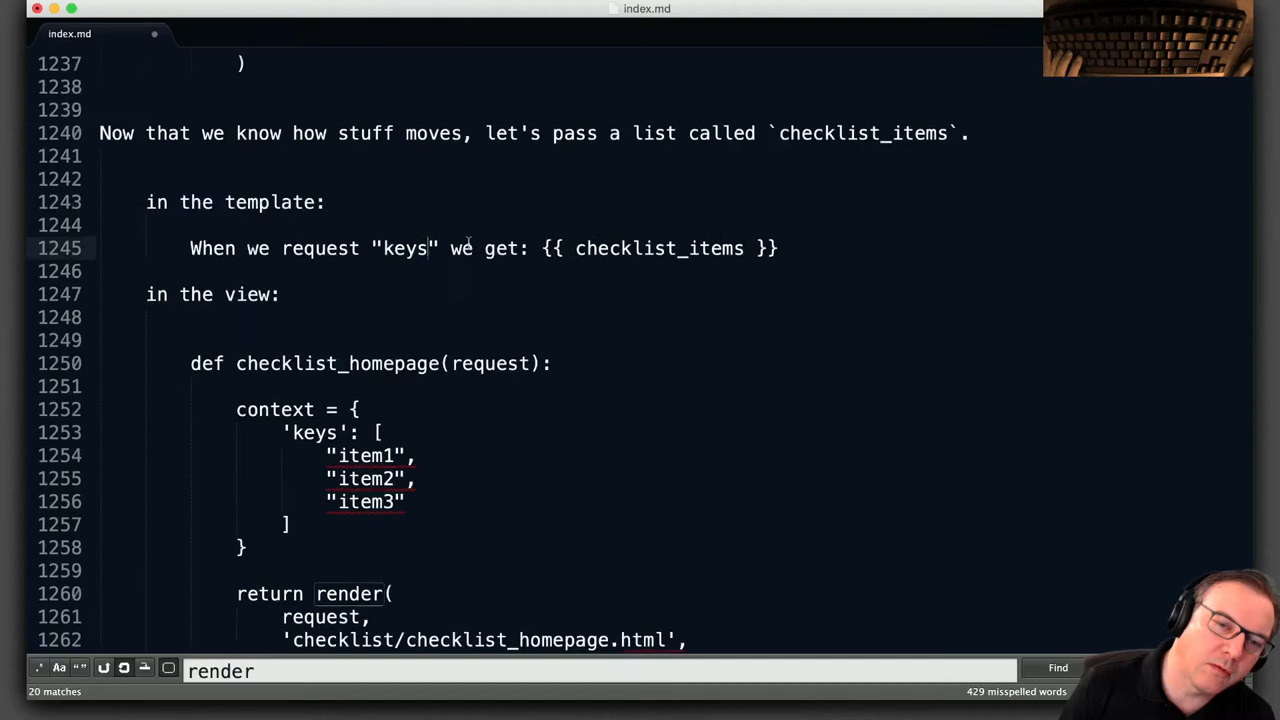 index.md
index.md
1237 )
1238
1239
1240 Now that we know how stuff moves, let's pass a list called `checklist_items`.
1241
1242
1243 in the template:
1244
1245 When we request "keys" we get: {{ checklist_items }}
1246
1247 in the view:
1248
1249
1250 def checklist_homepage(request):
1251
1252 context = {
1253 'keys': [
1254 "item1",
1255 "item2",
1256 "item3"
1257 ]
1258 }
1259
1260 return render(
1261 request,
1262 'checklist/checklist_homepage.html',
.* Aa “” render Find
20 matches 429 misspelled words